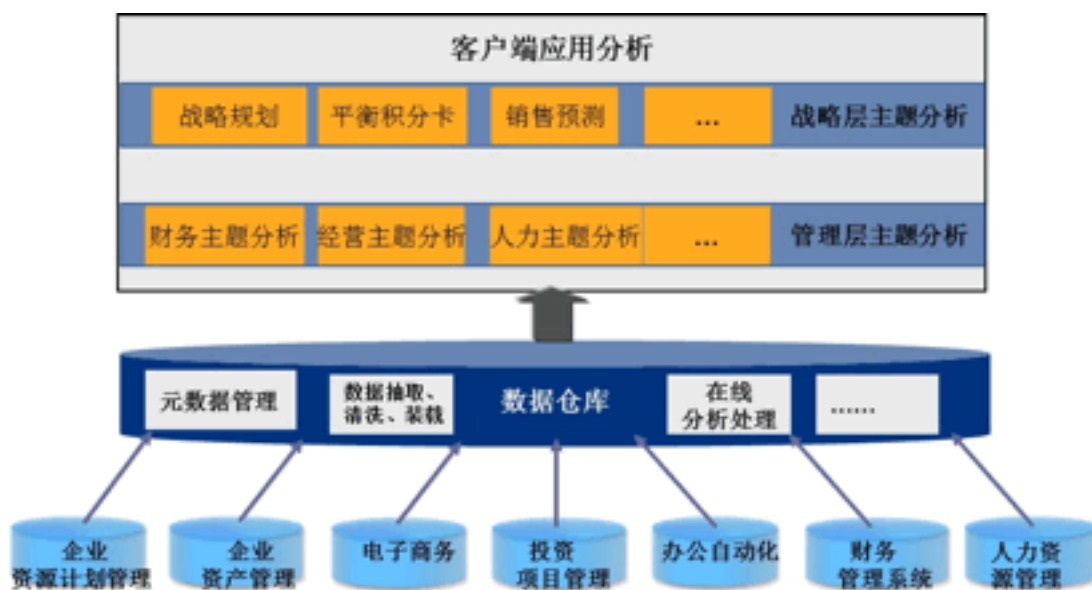 客户端应用分析
战略规划 平衡积分卡 销售预测 ... 战略层主题分析
财务主题分析 经营主题分析 人力主题分析 ... 管理层主题分析
元数据管理
数据抽取、
清洗、装载
数据仓库
在线
分析处理
......
企业
资源计划管理
企业
资产管理
电子商务
投资
项目管理
办公自动化
财务
管理系统
人力资
源管理